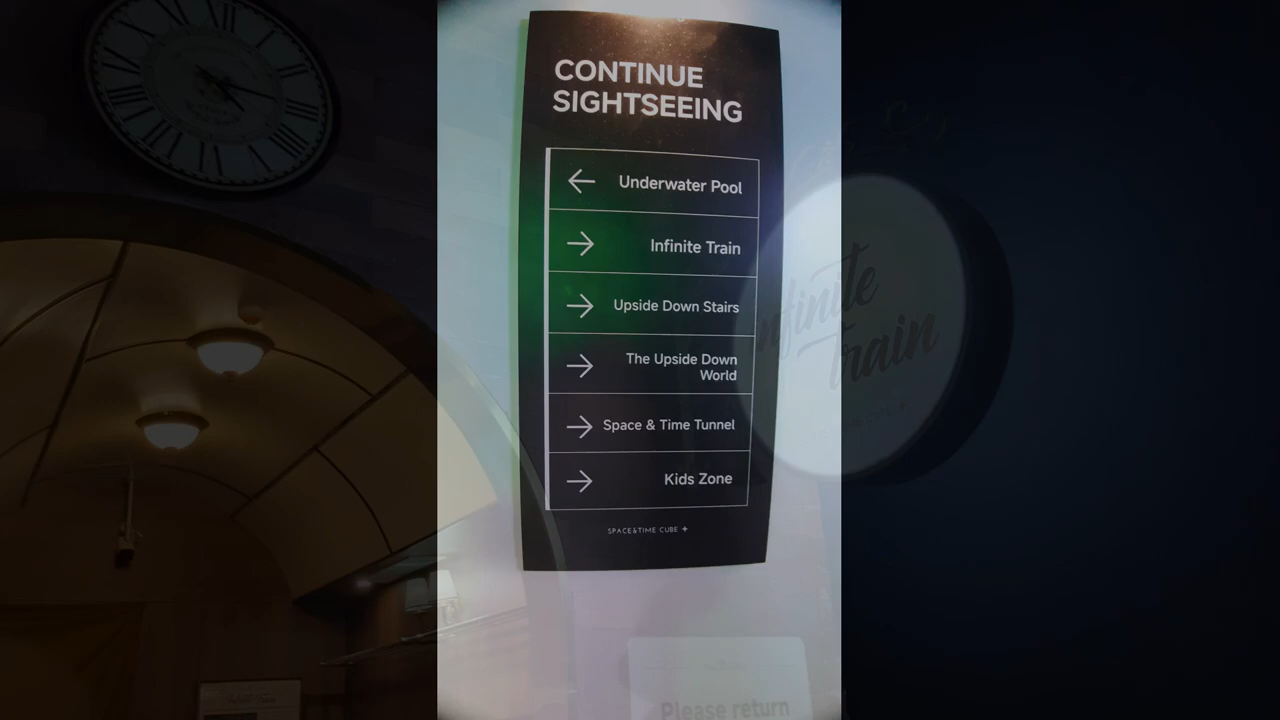 CONTINUE
SIGHTSEEING
← Underwater Pool
→ Infinite Train
→ Upside Down Stairs
→ The Upside Down
World
→ Space & Time Tunnel
→ Kids Zone
SPACE&TIME CUBE +
Infinite
train
Please return